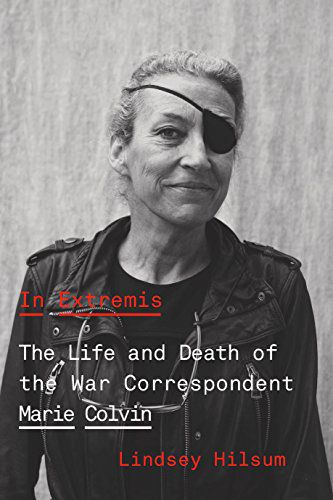 In Extremis
The Life and Death of
the War Correspondent
Marie Colvin
Lindsey Hilsum